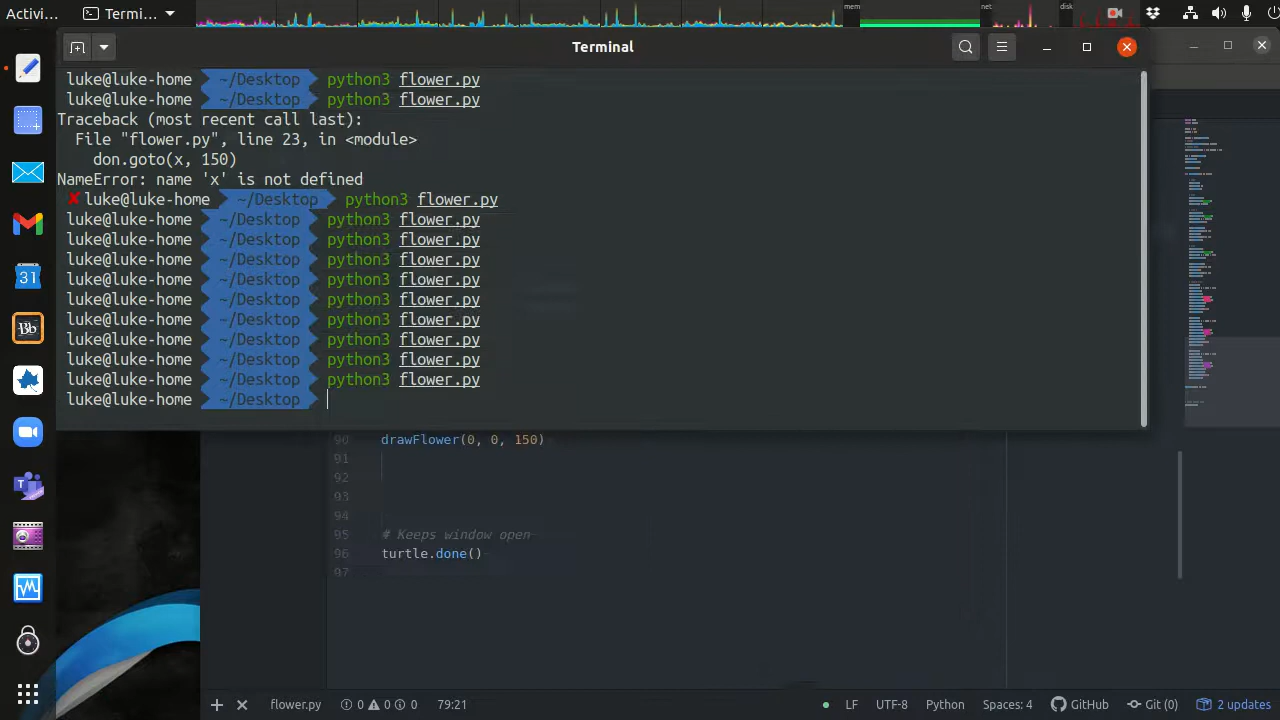 Activi...
Termi...
mem
net
disk
Terminal
luke@luke-home ~/Desktop python3 flower.py
luke@luke-home ~/Desktop python3 flower.py
Traceback (most recent call last):
File "flower.py", line 23, in <module>
don.goto(x, 150)
NameError: name 'x' is not defined
✘luke@luke-home ~/Desktop python3 flower.py
luke@luke-home ~/Desktop python3 flower.py
luke@luke-home ~/Desktop python3 flower.py
luke@luke-home ~/Desktop python3 flower.py
luke@luke-home ~/Desktop python3 flower.py
luke@luke-home ~/Desktop python3 flower.py
luke@luke-home ~/Desktop python3 flower.py
luke@luke-home ~/Desktop python3 flower.py
luke@luke-home ~/Desktop python3 flower.py
luke@luke-home ~/Desktop python3 flower.py
luke@luke-home ~/Desktop
31
Bb
90 drawFlower(0, 0, 150)
91
92
93
94
95 # Keeps window open
96 turtle.done()
97
flower.py 0 0 0 79:21 LF UTF-8 Python Spaces: 4 GitHub Git (0) 2 updates